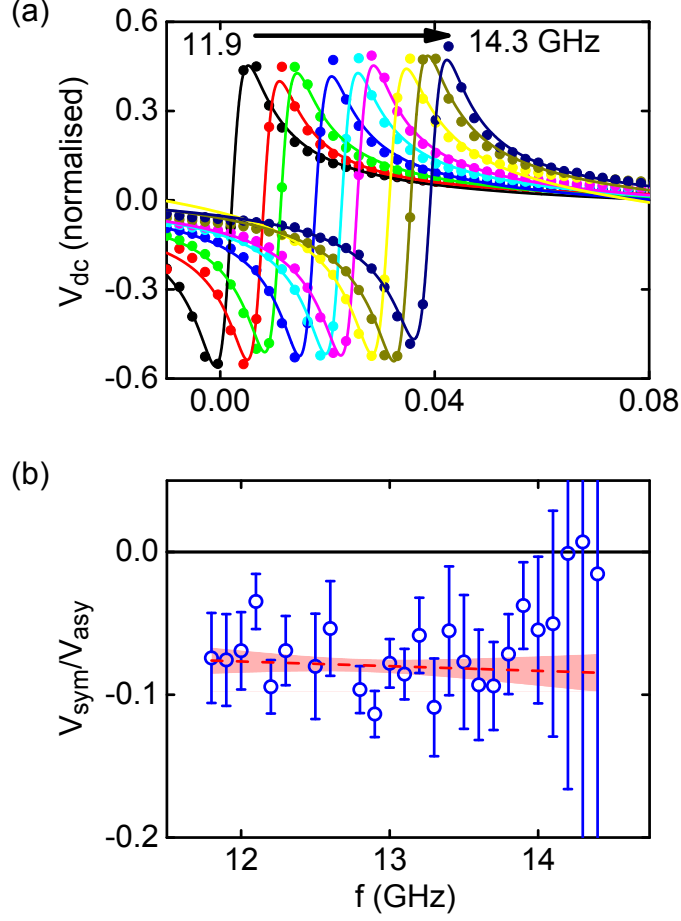 (a)
0.6
11.9 14.3 GHz
0.3
0.0
-0.3
-0.6
V_dc (normalised)
0.00 0.04 0.08
(b)
0.0
-0.1
-0.2
V_sym/V_asy
12 13 14
f (GHz)